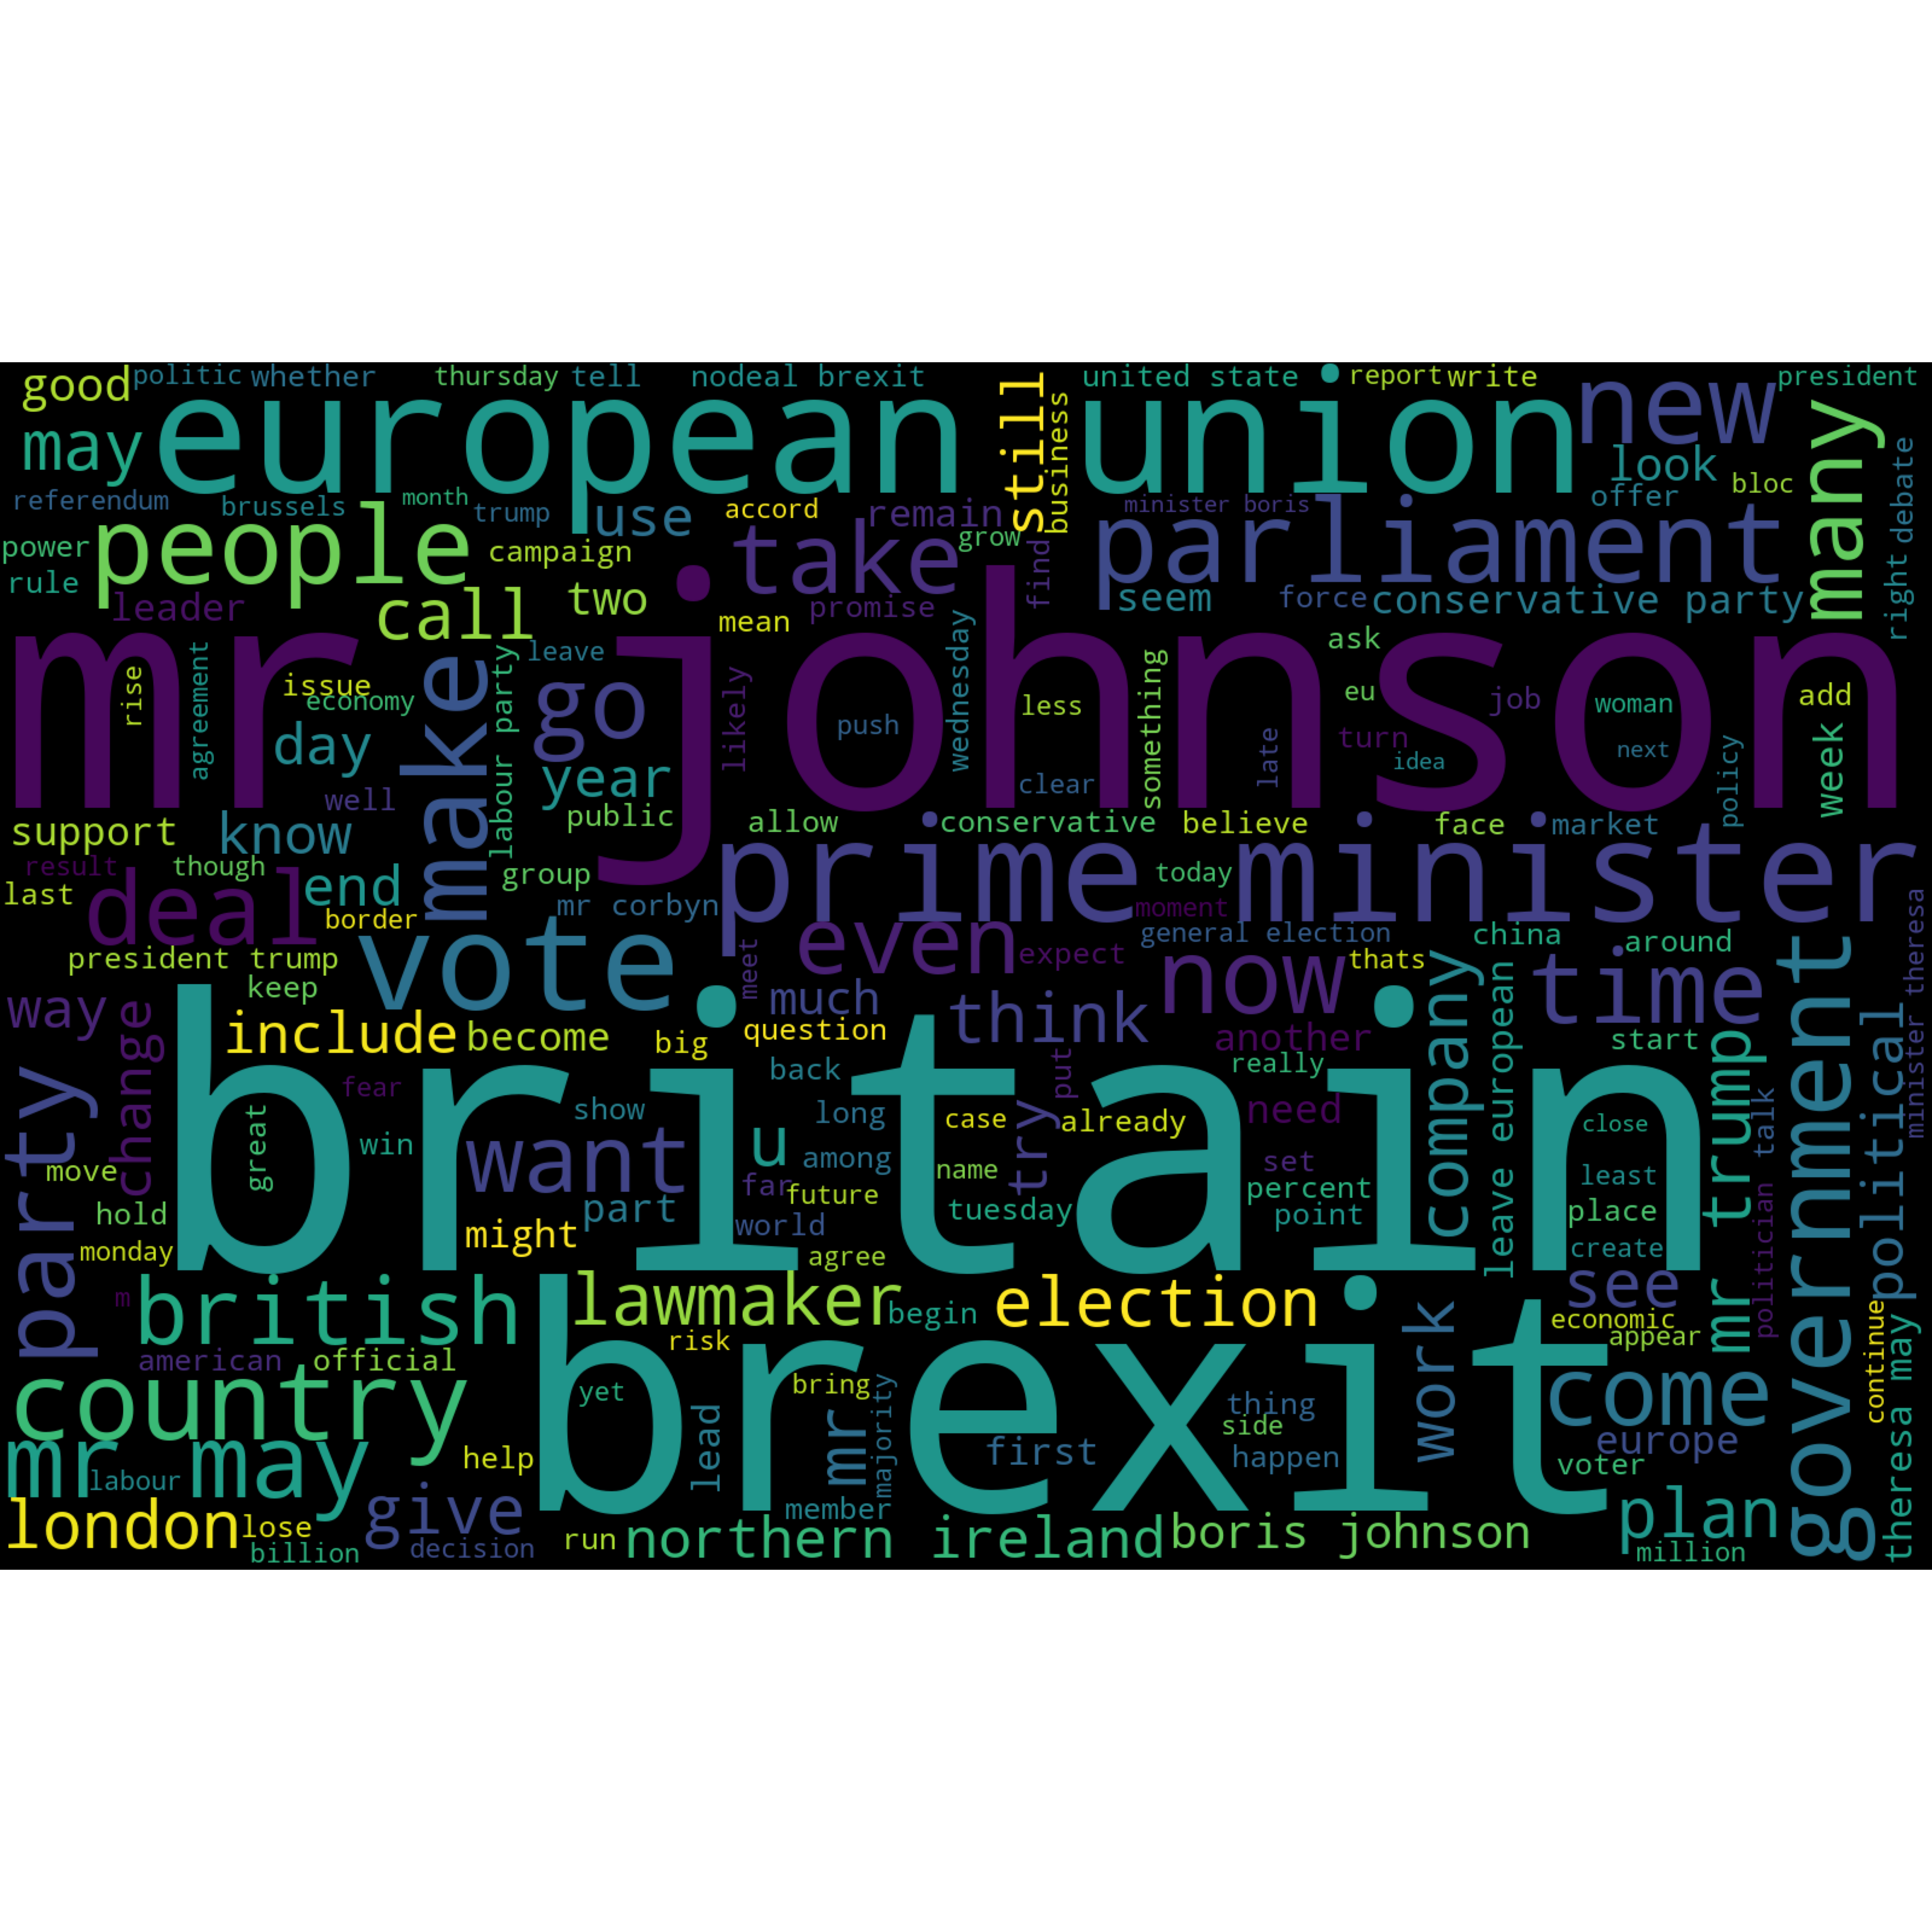 good politic whether thursday tell nodeal brexit still united state report write new president
may european union look many
referendum brussels month trump use accord remain business minister boris offer bloc debate
power people campaign take grow parliament
rule leader call two promise find seem force conservative party right
mr johnson
rise agreement issue economy make labour party leave go mean likely wednesday less something ask eu job woman add
day year push clear late turn idea next policy week
well public
support know allow conservative believe face market
result though group prime minister
last deal end border mr corbyn today moment
president trump vote even expect general election china around minister theresa
keep meet now thats time
way change include become big much think company leave european government
question another start mr trump political
party britain
fear back put really
great win show long case already need close
want u among try talk
move far future name set percent least
hold might part world tuesday point place politician
monday agree create
m british lawmaker begin election see
american official risk work economic appear continue
country brexit come theresa may
yet bring thing
mr may lead mr majority first side europe
labour help happen voter
london lose give member plan
billion decision run northern ireland boris johnson million